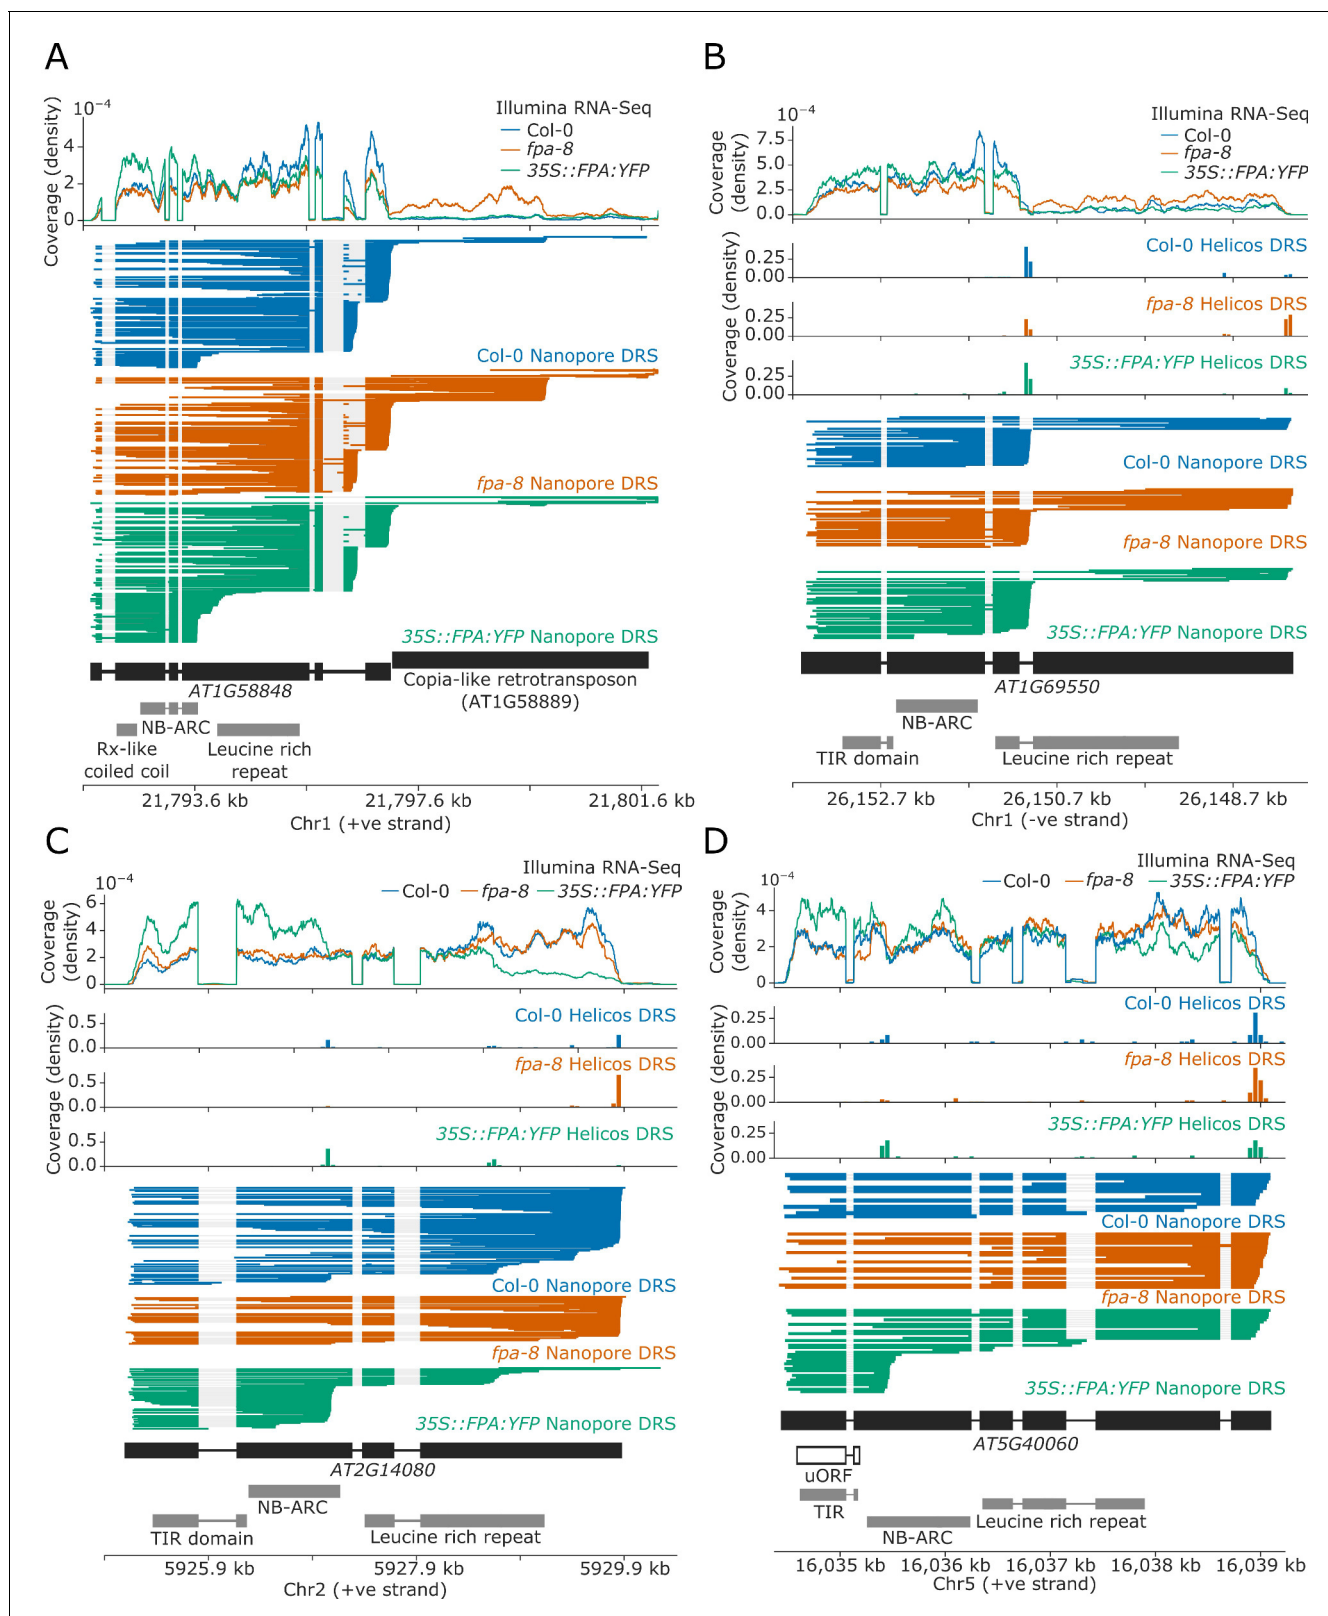 A
10⁻⁴
Illumina RNA-Seq
Col-0
fpa-8
35S::FPA:YFP
Coverage (density)
4
2
0
Col-0 Nanopore DRS
fpa-8 Nanopore DRS
35S::FPA:YFP Nanopore DRS
AT1G58848
Copia-like retrotransposon
(AT1G58889)
NB-ARC
Rx-like
coiled coil
Leucine rich
repeat
21,793.6 kb
21,797.6 kb
21,801.6 kb
Chr1 (+ve strand)
B
10⁻⁴
Illumina RNA-Seq
Col-0
fpa-8
35S::FPA:YFP
Coverage
(density)
7.5
5.0
2.5
0.0
Coverage (density)
Col-0 Helicos DRS
0.25
0.00
fpa-8 Helicos DRS
0.25
0.00
35S::FPA:YFP Helicos DRS
0.25
0.00
Col-0 Nanopore DRS
fpa-8 Nanopore DRS
35S::FPA:YFP Nanopore DRS
AT1G69550
NB-ARC
TIR domain
Leucine rich repeat
26,152.7 kb
26,150.7 kb
26,148.7 kb
Chr1 (-ve strand)
C
Illumina RNA-Seq
10⁻⁴
Col-0
fpa-8
35S::FPA:YFP
Coverage
(density)
6
4
2
0
Coverage (density)
Col-0 Helicos DRS
0.5
0.0
fpa-8 Helicos DRS
0.5
0.0
35S::FPA:YFP Helicos DRS
0.5
0.0
Col-0 Nanopore DRS
fpa-8 Nanopore DRS
35S::FPA:YFP Nanopore DRS
AT2G14080
NB-ARC
TIR domain
Leucine rich repeat
5925.9 kb
5927.9 kb
5929.9 kb
Chr2 (+ve strand)
D
Illumina RNA-Seq
10⁻⁴
Col-0
fpa-8
35S::FPA:YFP
Coverage
(density)
4
2
0
Coverage (density)
Col-0 Helicos DRS
0.25
0.00
fpa-8 Helicos DRS
0.25
0.00
35S::FPA:YFP Helicos DRS
0.25
0.00
Col-0 Nanopore DRS
fpa-8 Nanopore DRS
35S::FPA:YFP Nanopore DRS
AT5G40060
uORF
TIR
Leucine rich repeat
NB-ARC
16,035 kb
16,036 kb
16,037 kb
16,038 kb
16,039 kb
Chr5 (+ve strand)